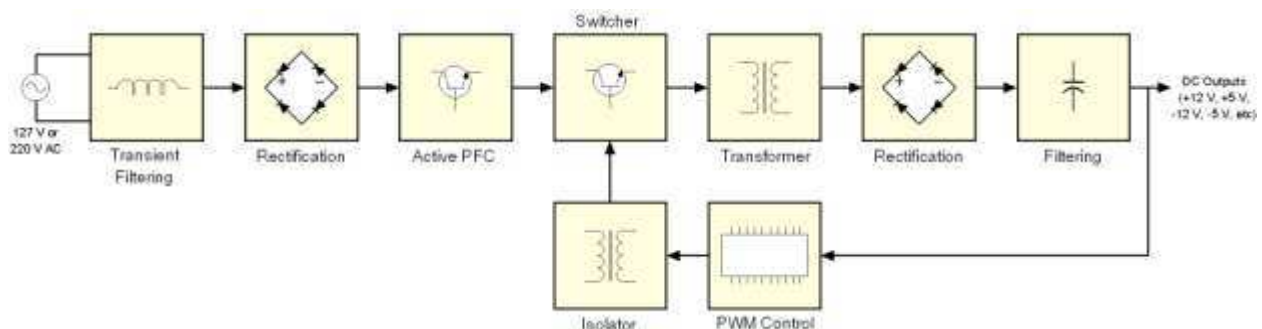 Switcher
127 V or
220 V AC
Transient
Filtering
Rectification
Active PFC
Transformer
Rectification
Filtering
DC Outputs
(+12 V, +5 V,
-12 V, -5 V, etc)
Isolator
PWM Control